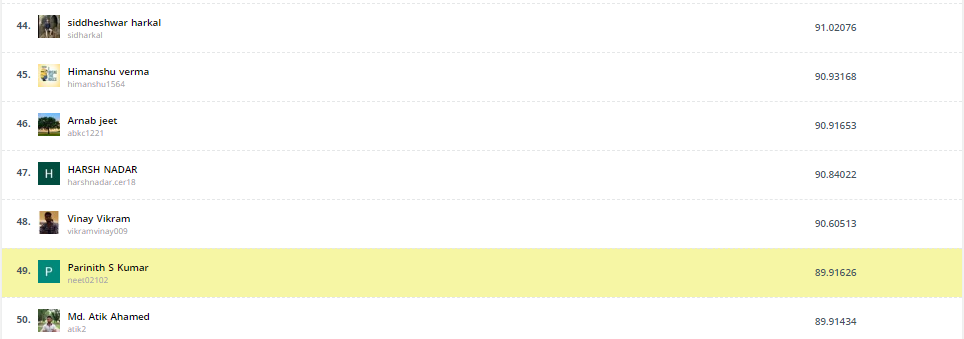 44. siddheshwar harkal 91.02076
sidharkal
45. Himanshu verma 90.93168
himanshu1564
46. Arnab jeet 90.91653
abkc1221
47. H HARSH NADAR 90.84022
harshnadar.cer18
48. Vinay Vikram 90.60513
vikramvinay009
49. P Parinith S Kumar 89.91626
neet02102
50. Md. Atik Ahamed 89.91434
atik2